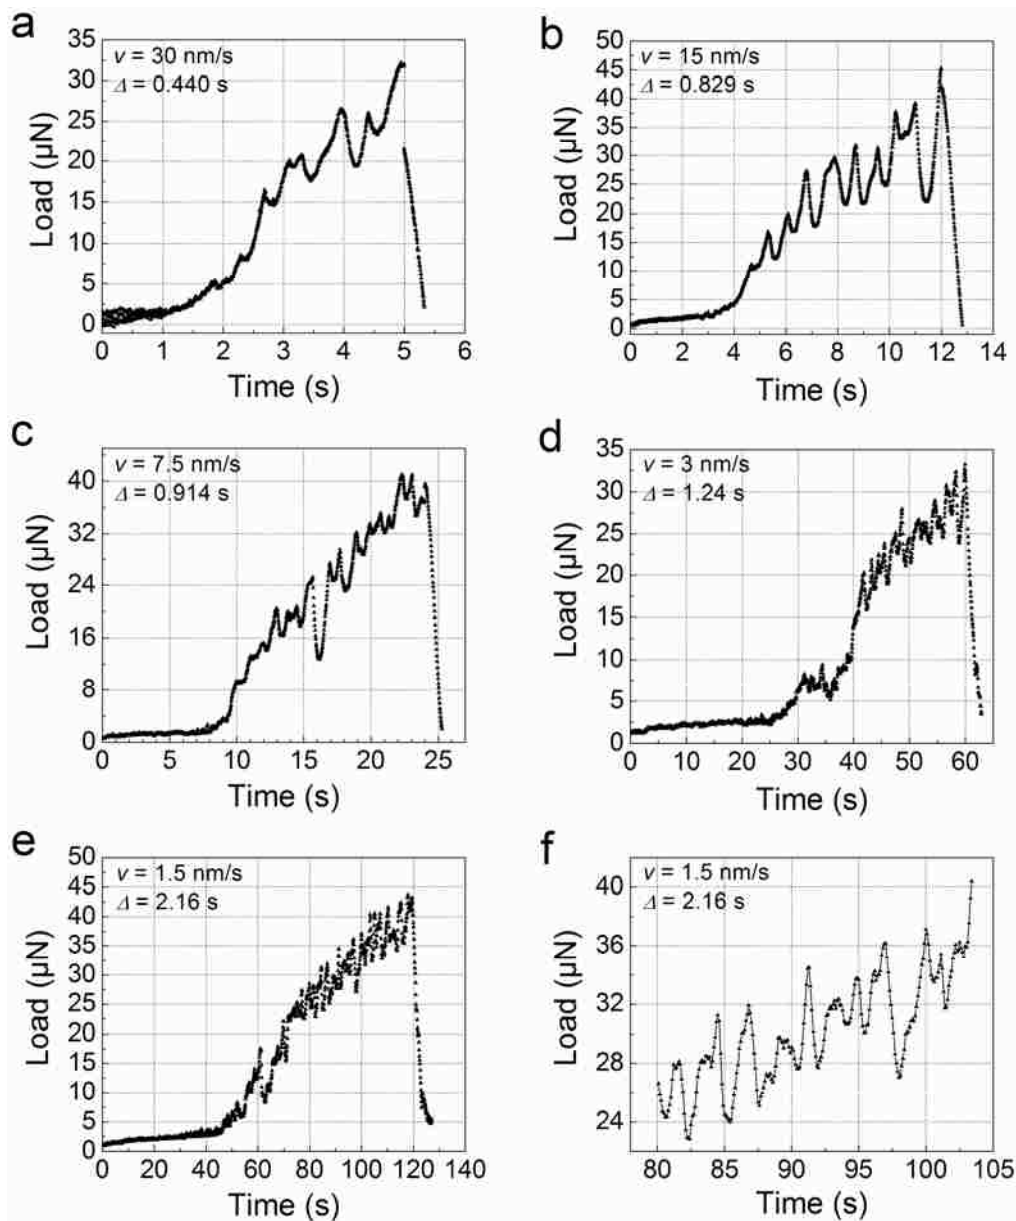 a
v = 30 nm/s
Δ = 0.440 s
Load (µN)
35
30
25
20
15
10
5
0
0 1 2 3 4 5 6
Time (s)
b
v = 15 nm/s
Δ = 0.829 s
Load (µN)
50
45
40
35
30
25
20
15
10
5
0
0 2 4 6 8 10 12 14
Time (s)
c
v = 7.5 nm/s
Δ = 0.914 s
Load (µN)
40
32
24
16
8
0
0 5 10 15 20 25
Time (s)
d
v = 3 nm/s
Δ = 1.24 s
Load (µN)
35
30
25
20
15
10
5
0
0 10 20 30 40 50 60
Time (s)
e
v = 1.5 nm/s
Δ = 2.16 s
Load (µN)
50
45
40
35
30
25
20
15
10
5
0
0 20 40 60 80 100 120 140
Time (s)
f
v = 1.5 nm/s
Δ = 2.16 s
Load (µN)
40
36
32
28
24
80 85 90 95 100 105
Time (s)